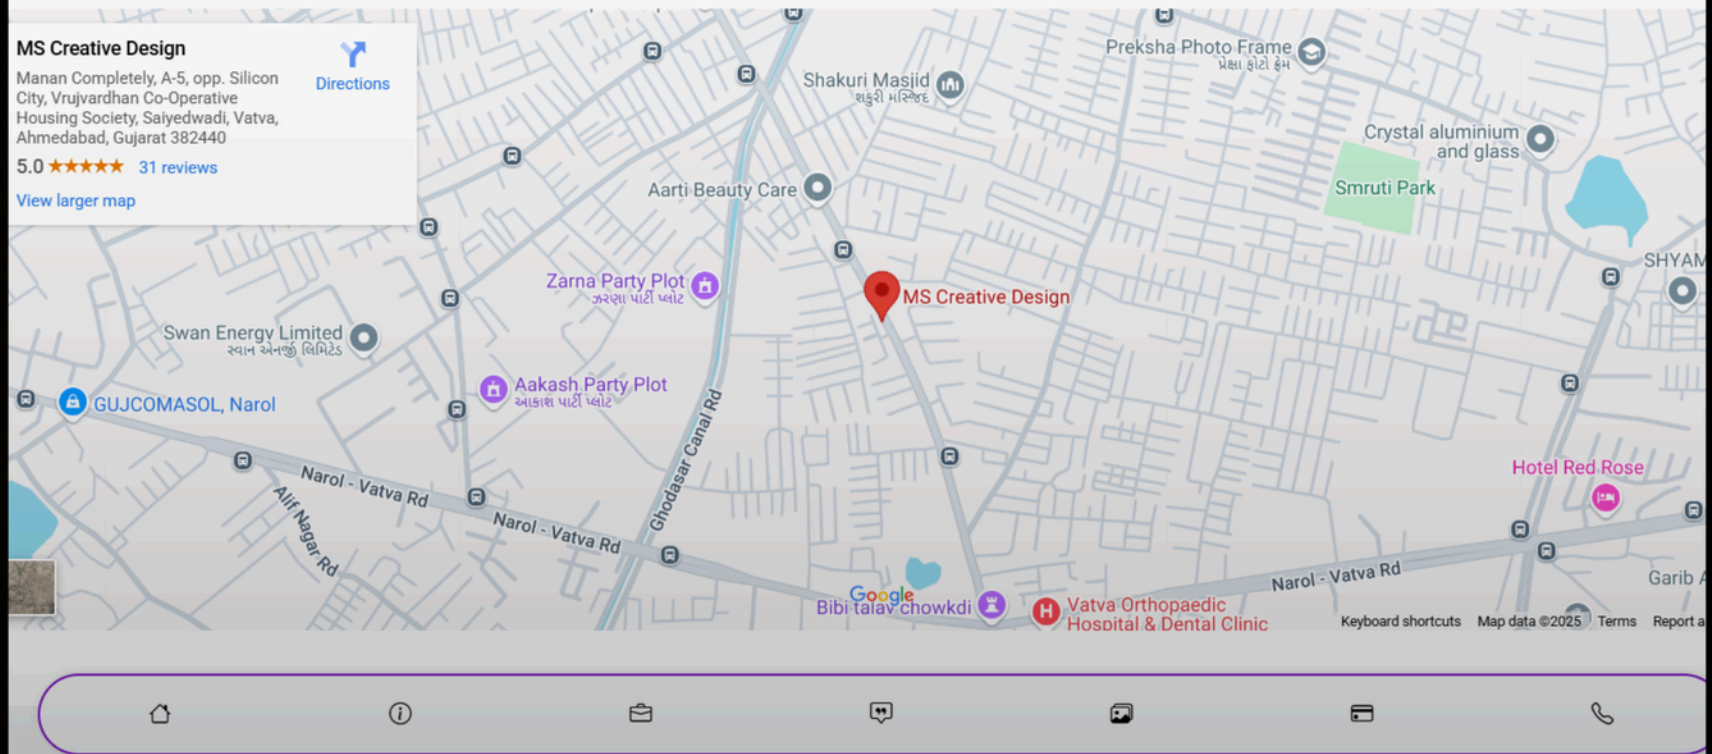 MS Creative Design
Manan Completely, A-5, opp. Silicon
City, Vrujvardhan Co-Operative
Housing Society, Saiyedwadi, Vatva,
Ahmedabad, Gujarat 382440
5.0
31 reviews
View larger map
Directions
Preksha Photo Frame
પ્રેક્ષા ફોટો ફ્રેમ
Shakuri Masjid
શકુરી મસ્જિદ
Crystal aluminium
and glass
Aarti Beauty Care
Smruti Park
SHYAM
Zarna Party Plot
ઝરણા પાર્ટી પ્લોટ
MS Creative Design
Swan Energy Limited
સ્વાન એનર્જી લિમિટેડ
Aakash Party Plot
આકાશ પાર્ટી પ્લોટ
GUJCOMASOL, Narol
Ghodasar Canal Rd
Narol - Vatva Rd
Alif Nagar Rd
Narol - Vatva Rd
Hotel Red Rose
Narol - Vatva Rd
Garib A
Google
Bibi talav chowkdi
Vatva Orthopaedic
Hospital & Dental Clinic
H
Keyboard shortcuts
Map data ©2025
Terms
Report a